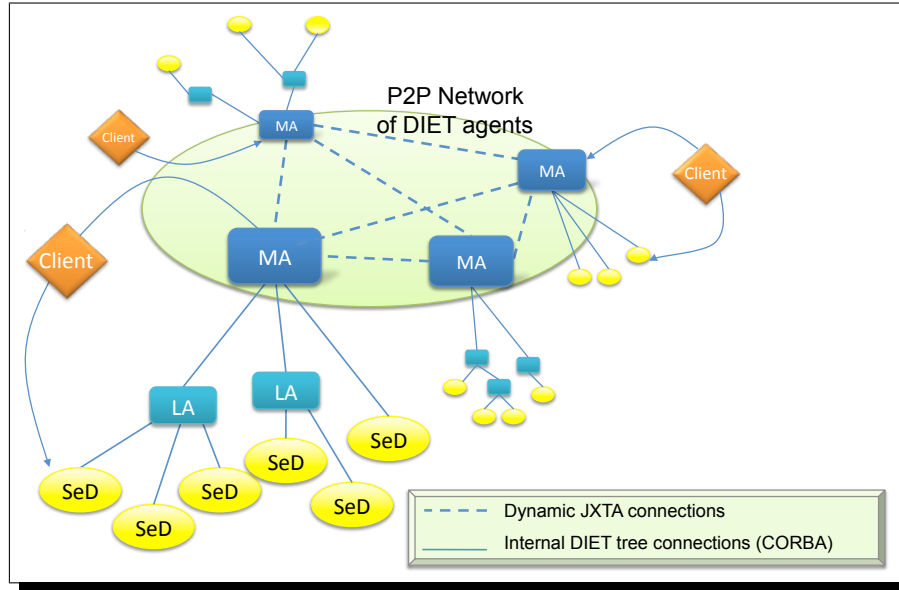 P2P Network
of DIET agents
MA
Client
MA
Client
Client
MA
MA
LA
LA
SeD
SeD
SeD
SeD
SeD
SeD
Dynamic JXTA connections
Internal DIET tree connections (CORBA)